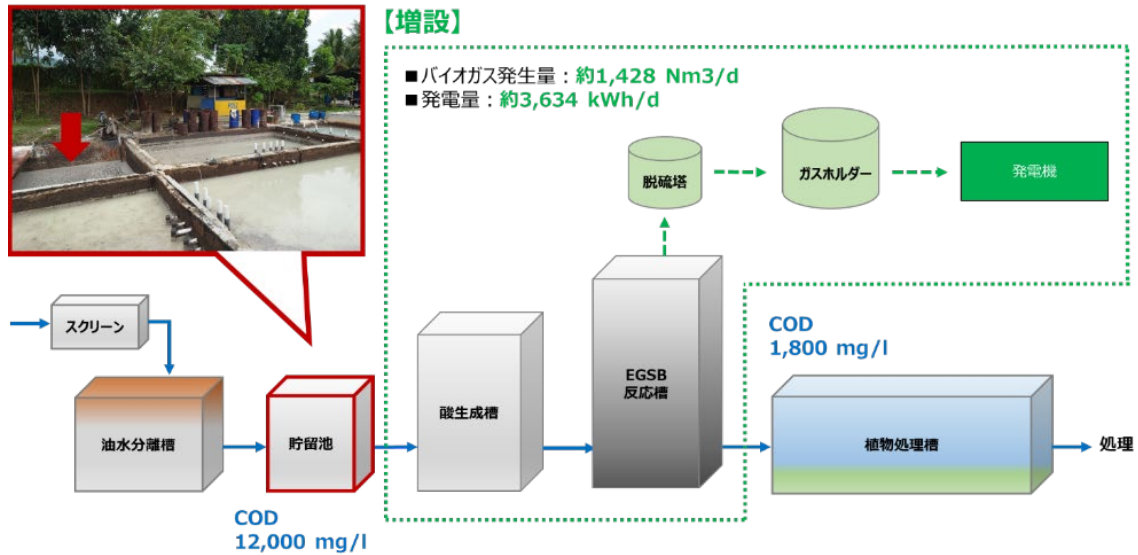 【増設】
■バイオガス発生量：約1,428 Nm3/d
■発電量：約3,634 kWh/d
脱硫塔
ガスホルダー
発電機
スクリーン
油水分離槽
貯留池
COD
12,000 mg/l
酸生成槽
EGSB
反応槽
COD
1,800 mg/l
植物処理槽
処理